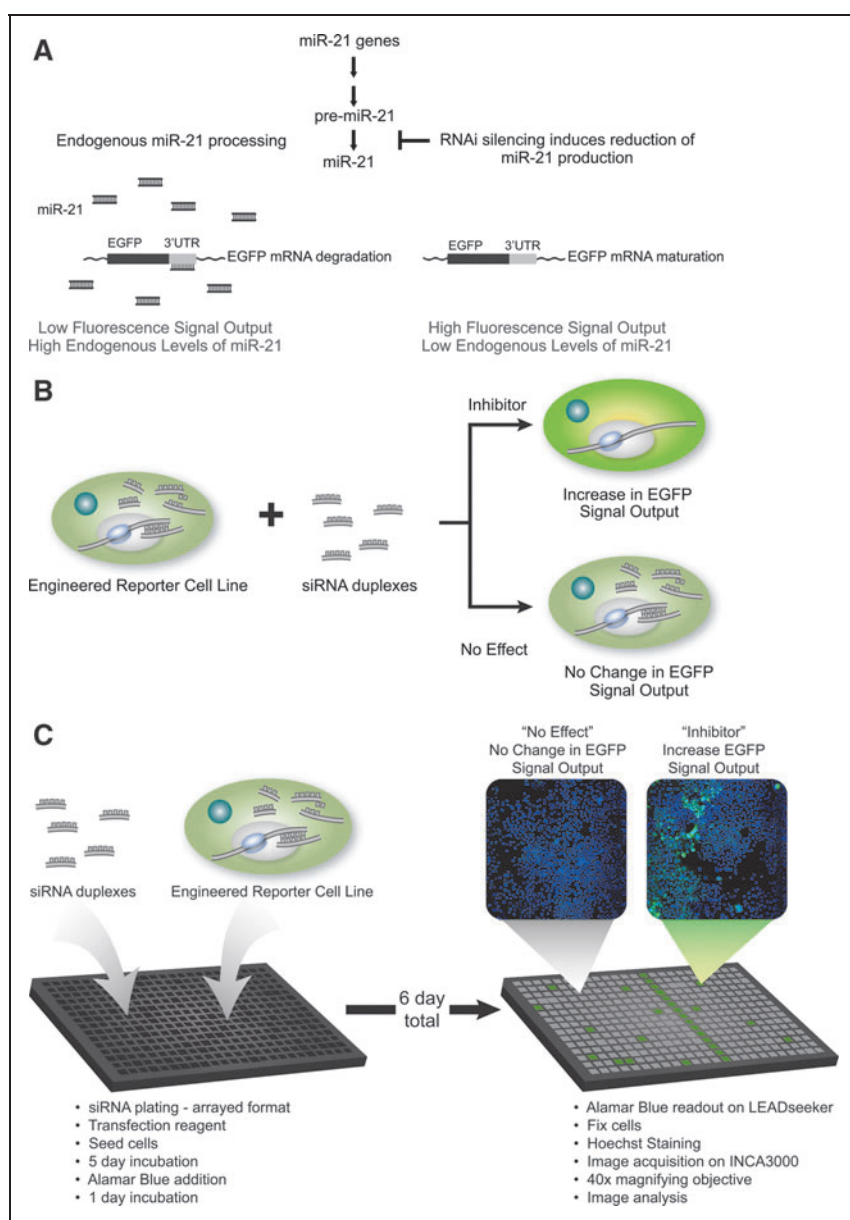 A
miR-21 genes
pre-miR-21
Endogenous miR-21 processing
RNAi silencing induces reduction of
miR-21 production
miR-21
miR-21
EGFP 3'UTR
EGFP mRNA degradation
EGFP 3'UTR
EGFP mRNA maturation
Low Fluorescence Signal Output
High Endogenous Levels of miR-21
High Fluorescence Signal Output
Low Endogenous Levels of miR-21
B
Inhibitor
Increase in EGFP
Signal Output
Engineered Reporter Cell Line
+
siRNA duplexes
No Effect
No Change in EGFP
Signal Output
C
"No Effect"
No Change in EGFP
Signal Output
"Inhibitor"
Increase EGFP
Signal Output
siRNA duplexes
Engineered Reporter Cell Line
6 day
total
• siRNA plating - arrayed format
• Transfection reagent
• Seed cells
• 5 day incubation
• Alamar Blue addition
• 1 day incubation
• Alamar Blue readout on LEADseeker
• Fix cells
• Hoechst Staining
• Image acquisition on INCA3000
• 40x magnifying objective
• Image analysis